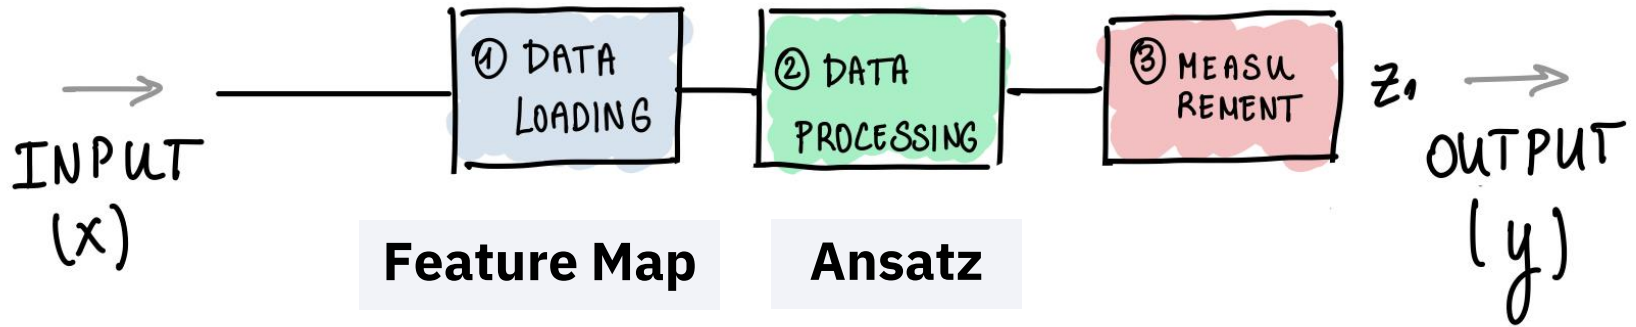 INPUT
(x)
① DATA
LOADING
Feature Map
② DATA
PROCESSING
Ansatz
③ MEASU
REMENT
z₁
OUTPUT
(y)